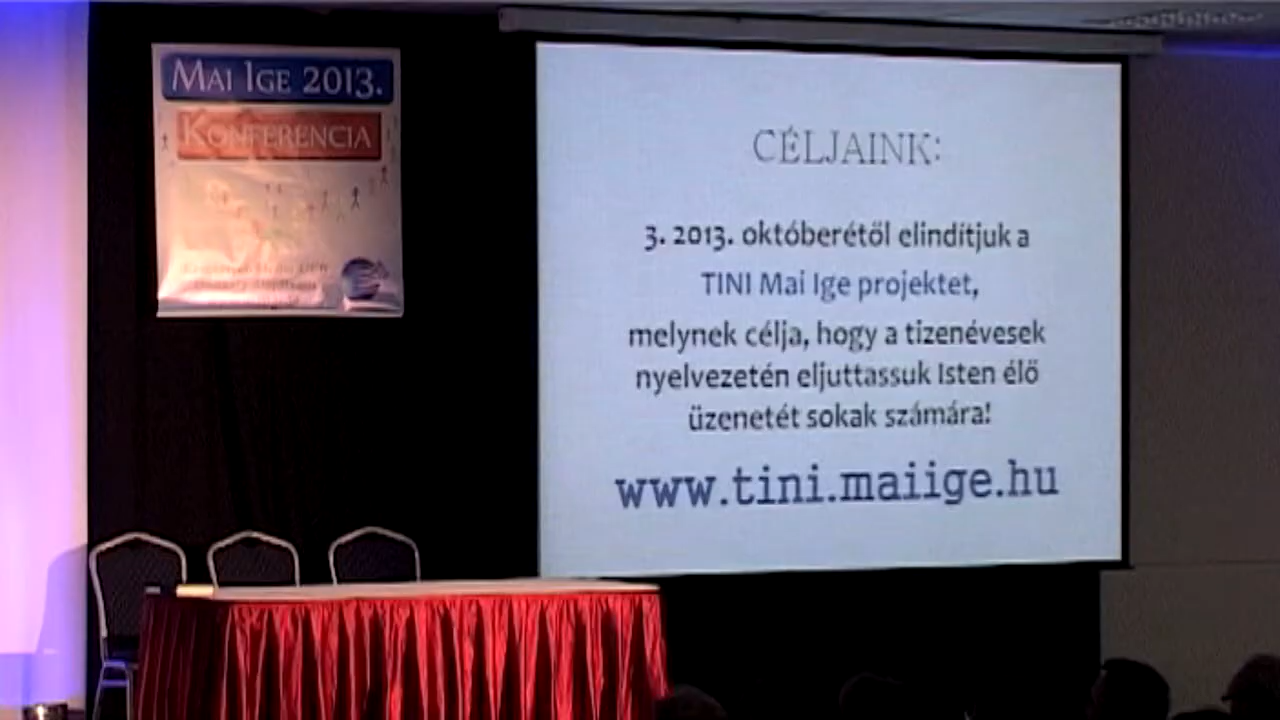 MAI IGE 2013.
KONFERENCIA
CÉLJAINK:
3. 2013. októberétől elindítjuk a
TINI Mai Ige projektet,
melynek célja, hogy a tizenévesek
nyelvezetén eljuttassuk Isten élő
üzenetét sokak számára!
www.tini.maiige.hu